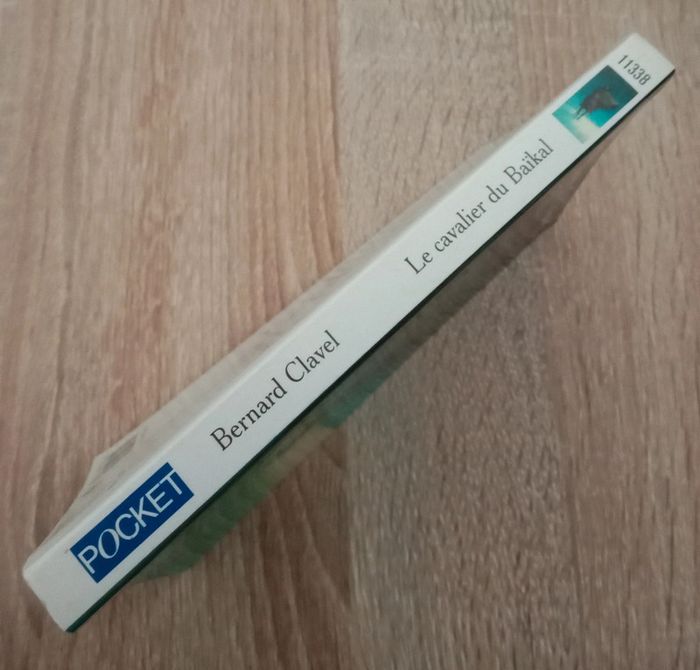 POCKET
Bernard Clavel
Le cavalier du Baïkal
11338